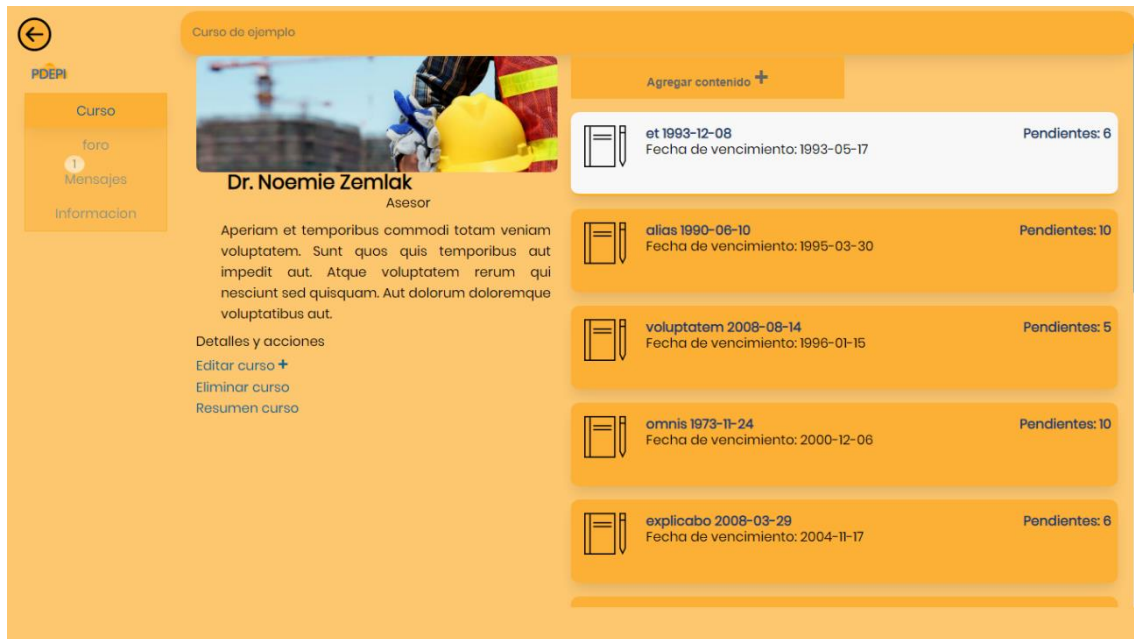 Curso de ejemplo
PDEPI
Curso
foro
1
Mensajes
Informacion
Dr. Noemie Zemlak
Asesor
Aperiam et temporibus commodi totam veniam
voluptatem. Sunt quos quis temporibus aut
impedit aut. Atque voluptatem rerum qui
nesciunt sed quisquam. Aut dolorum doloremque
voluptatibus aut.
Detalles y acciones
Editar curso +
Eliminar curso
Resumen curso
Agregar contenido +
et 1993-12-08
Pendientes: 6
Fecha de vencimiento: 1993-05-17
alias 1990-06-10
Pendientes: 10
Fecha de vencimiento: 1995-03-30
voluptatem 2008-08-14
Pendientes: 5
Fecha de vencimiento: 1996-01-15
omnis 1973-11-24
Pendientes: 10
Fecha de vencimiento: 2000-12-06
explicabo 2008-03-29
Pendientes: 6
Fecha de vencimiento: 2004-11-17